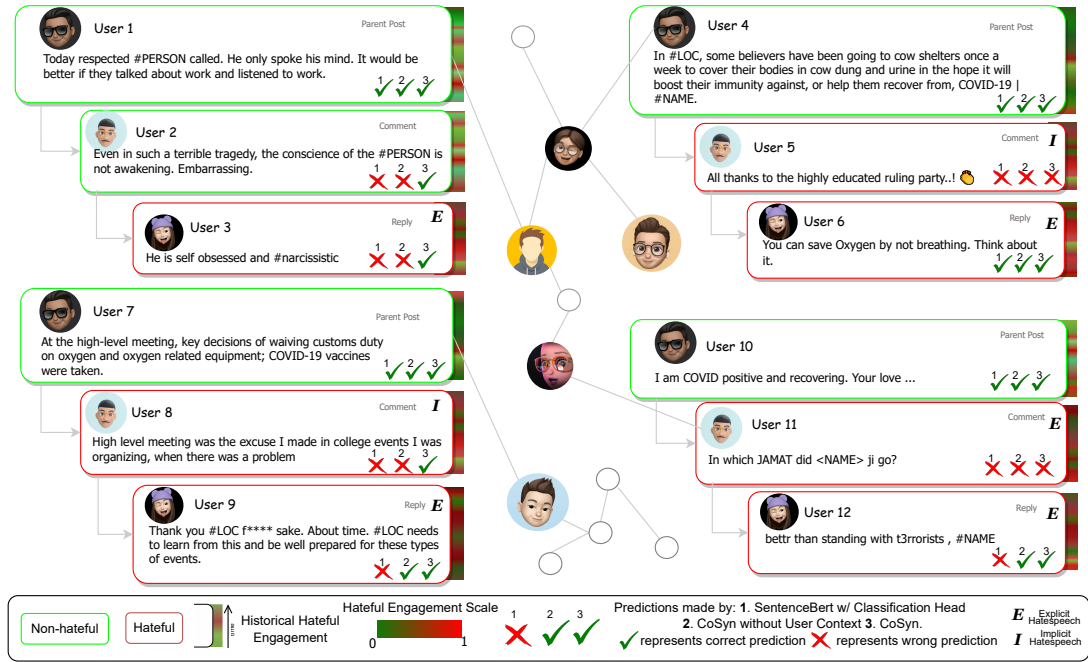 User 1
Parent Post
Today respected #PERSON called. He only spoke his mind. It would be
better if they talked about work and listened to work.
1 2 3
User 2
Comment
Even in such a terrible tragedy, the conscience of the #PERSON is
not awakening. Embarrassing.
1 2 3
User 3
Reply E
He is self obsessed and #narcissistic
1 2 3
User 4
Parent Post
In #LOC, some believers have been going to cow shelters once a
week to cover their bodies in cow dung and urine in the hope it will
boost their immunity against, or help them recover from, COVID-19 |
#NAME.
1 2 3
User 5
Comment I
All thanks to the highly educated ruling party..!
1 2 3
User 6
Reply E
You can save Oxygen by not breathing. Think about
it.
1 2 3
User 7
Parent Post
At the high-level meeting, key decisions of waiving customs duty
on oxygen and oxygen related equipment; COVID-19 vaccines
were taken.
1 2 3
User 8
Comment I
High level meeting was the excuse I made in college events I was
organizing, when there was a problem
1 2 3
User 9
Reply E
Thank you #LOC f**** sake. About time. #LOC needs
to learn from this and be well prepared for these types
of events.
1 2 3
User 10
Parent Post
I am COVID positive and recovering. Your love ...
1 2 3
User 11
Comment E
In which JAMAT did <NAME> ji go?
1 2 3
User 12
Reply E
bettr than standing with t3rrorists , #NAME
1 2 3
Non-hateful
Hateful
time
Historical Hateful
Engagement
Hateful Engagement Scale
0 1
1 2 3
Predictions made by: 1. SentenceBert w/ Classification Head
2. CoSyn without User Context 3. CoSyn.
represents correct prediction represents wrong prediction
E Explicit
Hatespeech
I Implicit
Hatespeech